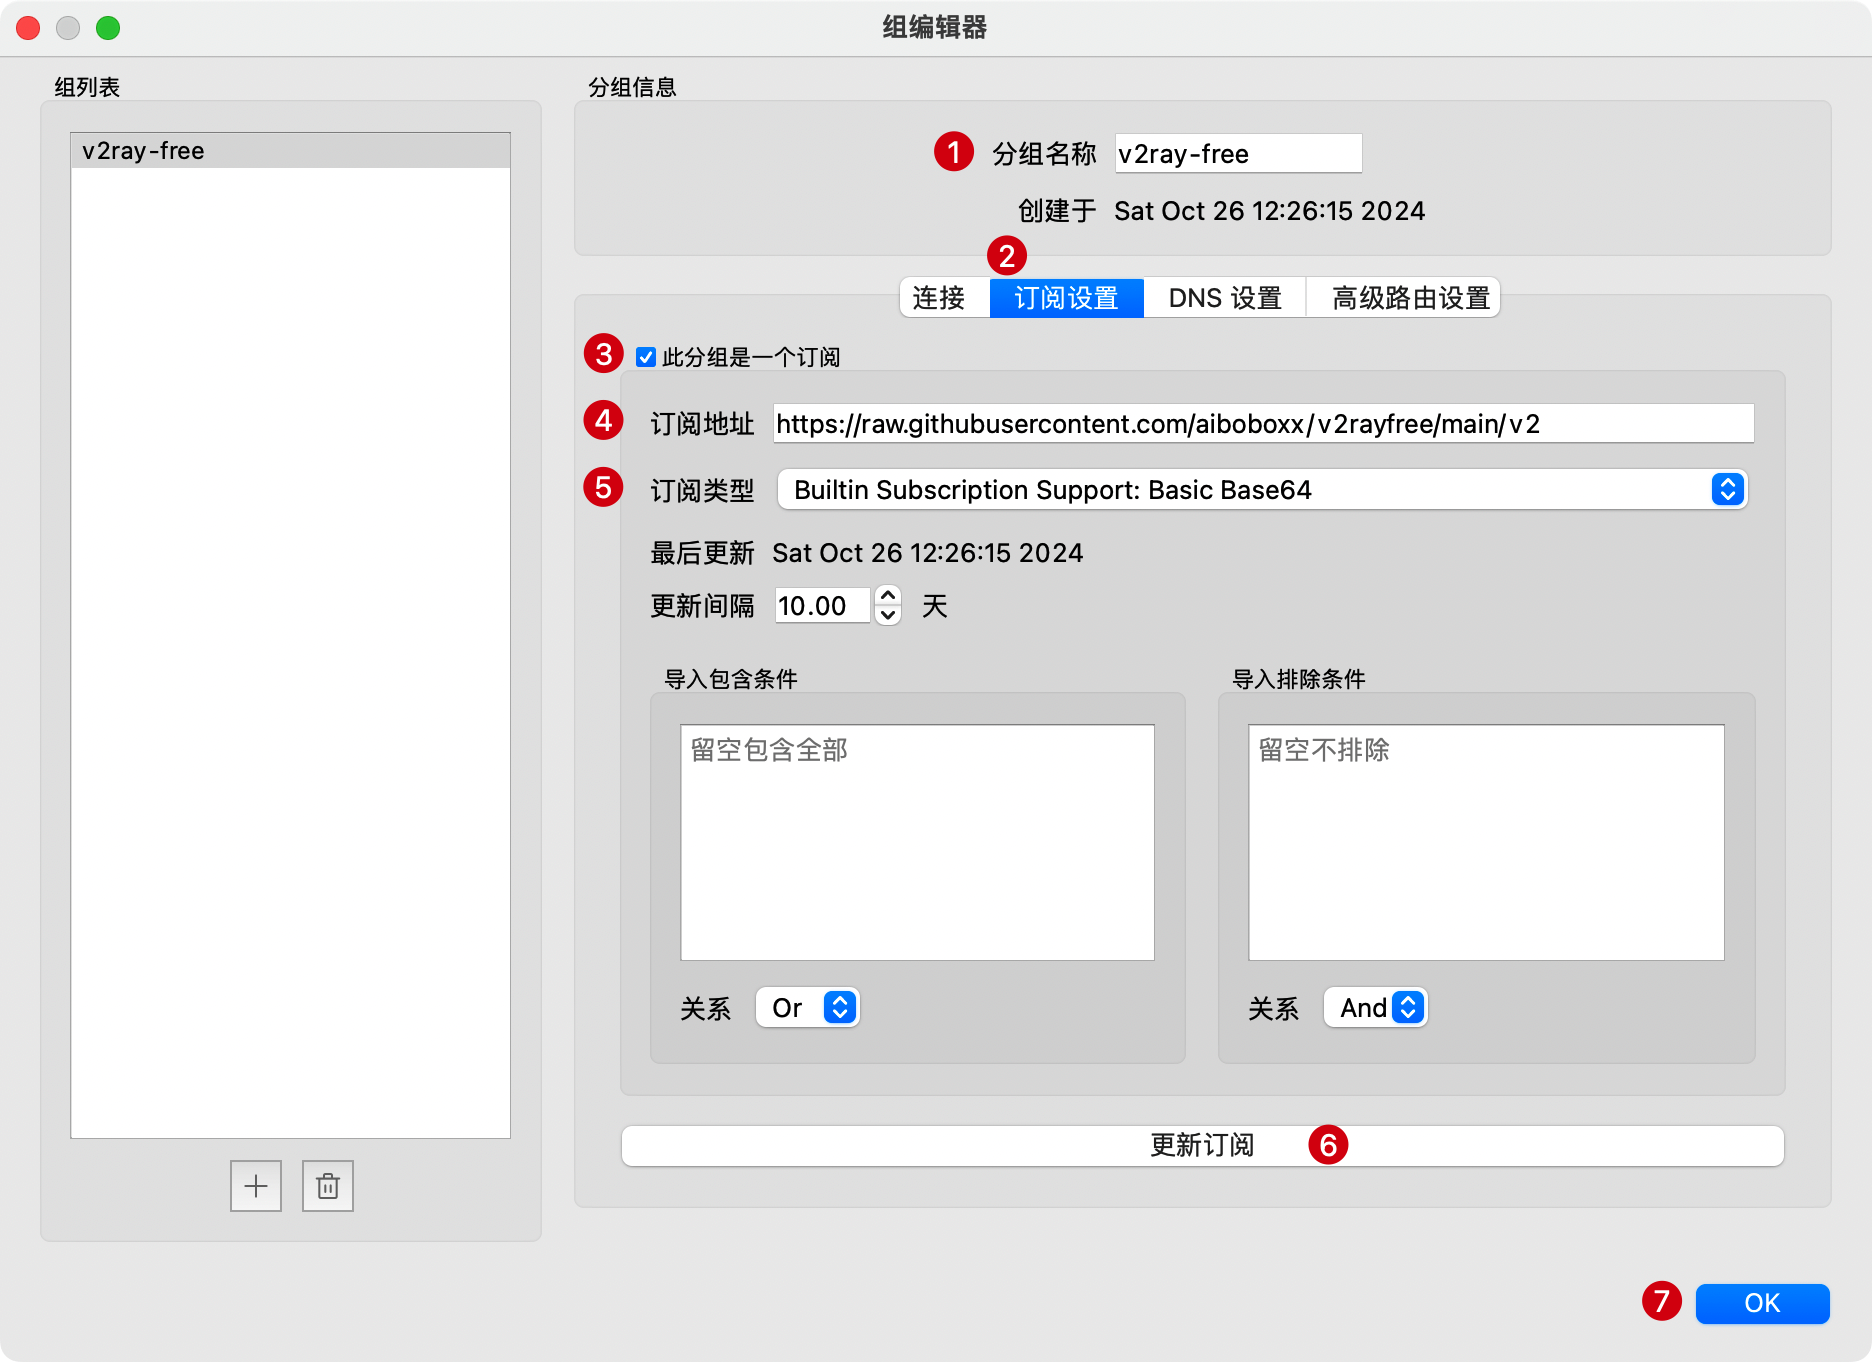 组编辑器
组列表
v2ray-free
分组信息
1 分组名称 v2ray-free
创建于 Sat Oct 26 12:26:15 2024
2
连接 订阅设置 DNS 设置 高级路由设置
3 此分组是一个订阅
4 订阅地址 https://raw.githubusercontent.com/aiboboxx/v2rayfree/main/v2
5 订阅类型 Builtin Subscription Support: Basic Base64
最后更新 Sat Oct 26 12:26:15 2024
更新间隔 10.00 天
导入包含条件
留空包含全部
关系 Or
导入排除条件
留空不排除
关系 And
更新订阅 6
7 OK